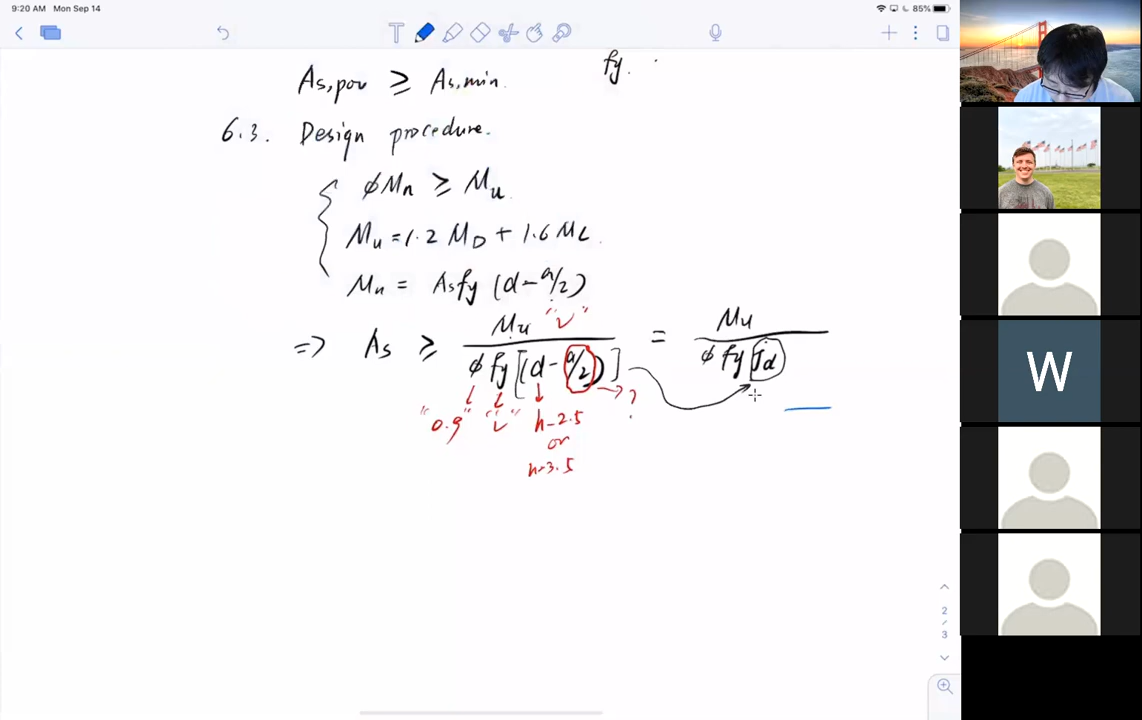 9:20 AM Mon Sep 14
85%
As,pov ≥ As,min.
fy.
6.3. Design procedure.
ϕMn ≥ Mu.
Mu = 1.2 MD + 1.6 ML.
Mn = Asfy (d - a/2)
=> As ≥ Mu / ϕ fy [(d - a/2)] = Mu / ϕ fy Jd
"✓"
"0.9" "✓" h-2.5
?
or
h-3.5
W
2
/
3